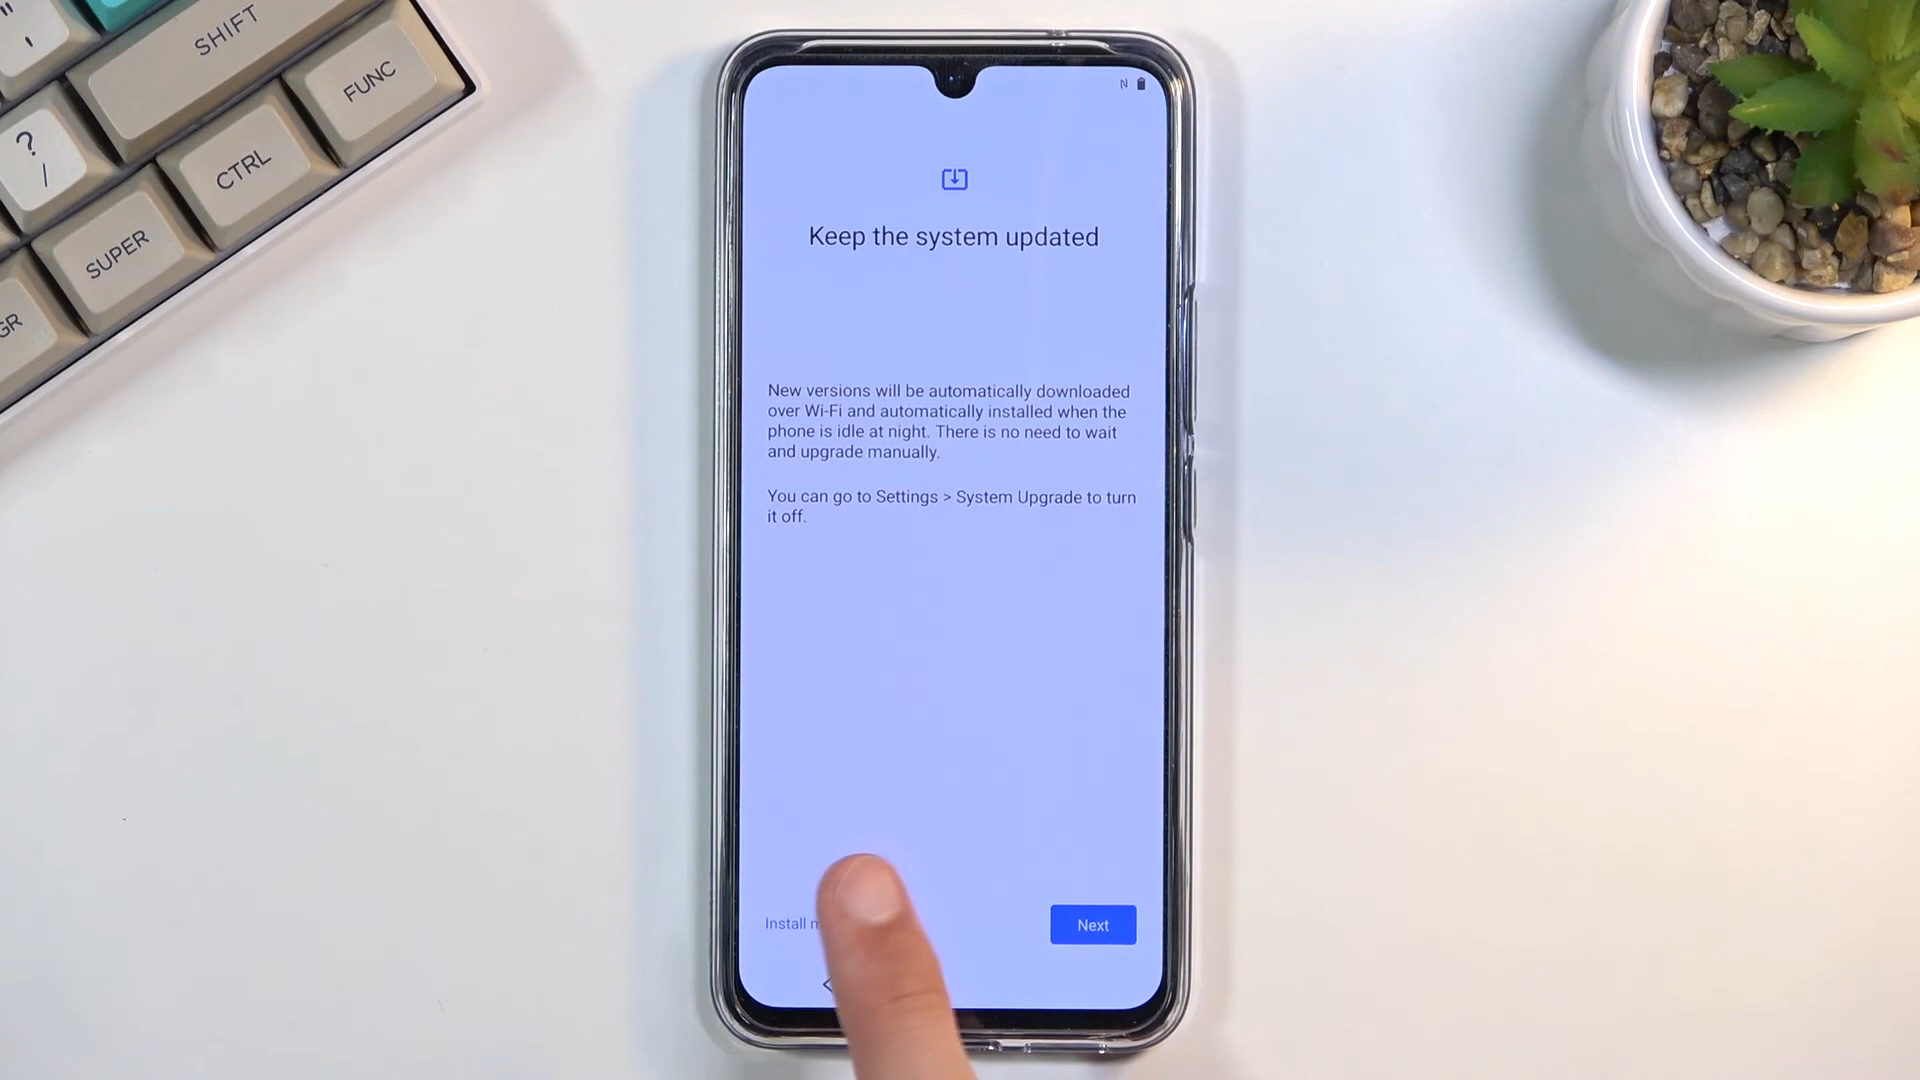 "
'
SHIFT
FUNC
?
/
CTRL
SUPER
GR
Keep the system updated
New versions will be automatically downloaded
over Wi-Fi and automatically installed when the
phone is idle at night. There is no need to wait
and upgrade manually.
You can go to Settings > System Upgrade to turn
it off.
Install
Next